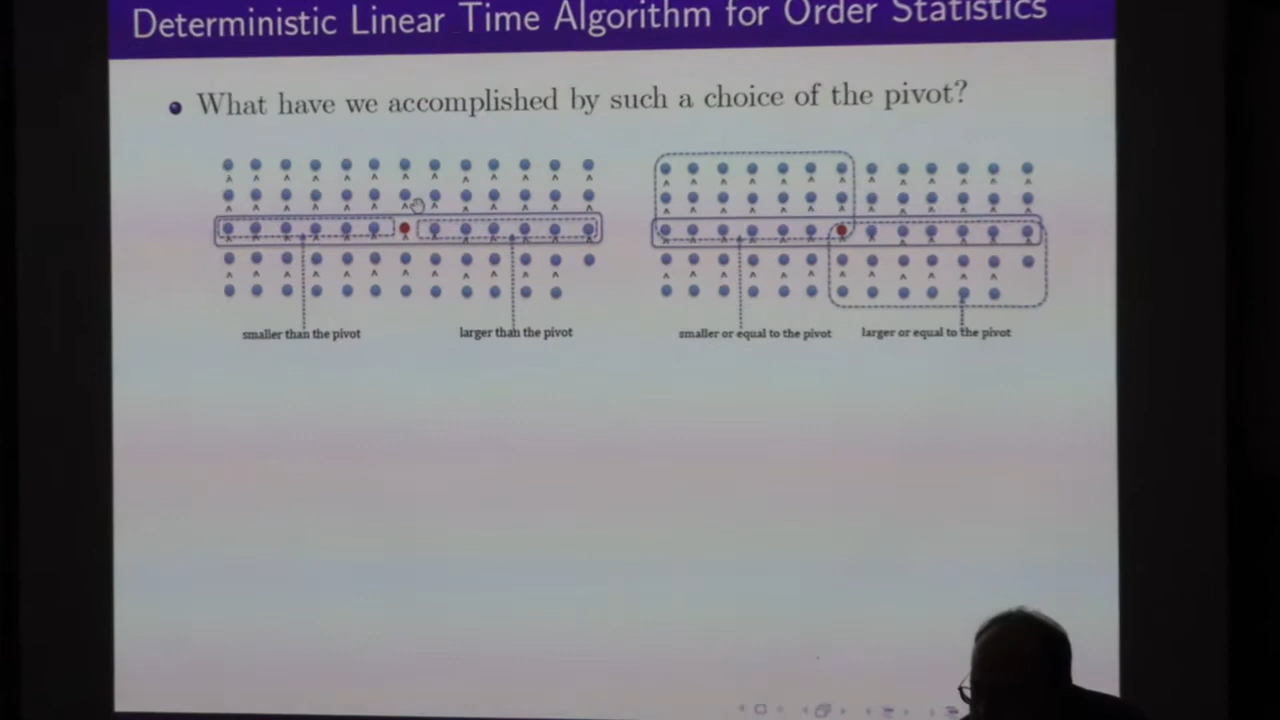 Deterministic Linear Time Algorithm for Order Statistics
What have we accomplished by such a choice of the pivot?
smaller than the pivot
larger than the pivot
smaller or equal to the pivot
larger or equal to the pivot